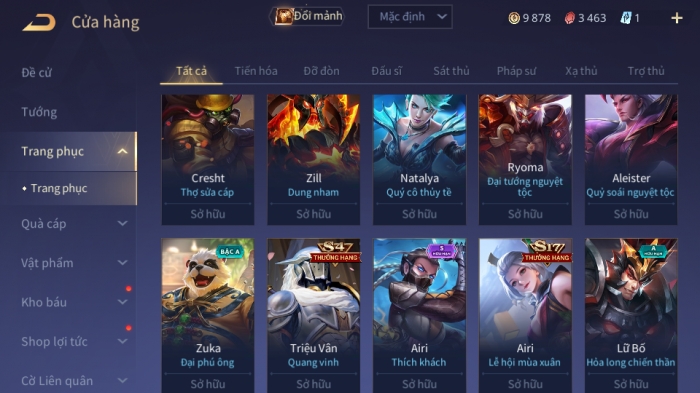 Cửa hàng
Đổi mảnh
Mặc định
9 878
3 463
1
Đề cử
Tướng
Trang phục
Trang phục
Quà cáp
Vật phẩm
Kho báu
Shop lợi tức
Cờ Liên quân
Tất cả
Tiến hóa
Đỡ đòn
Đấu sĩ
Sát thủ
Pháp sư
Xạ thủ
Trợ thủ
Cresht
Thợ sửa cáp
Sở hữu
Zill
Dung nham
Sở hữu
Natalya
Quý cô thủy tề
Sở hữu
Ryoma
Đại tướng nguyệt
tộc
Sở hữu
Aleister
Quỷ soái nguyệt tộc
Sở hữu
BẬC A
Zuka
Đại phú ông
Sở hữu
S47
THƯỞNG HẠNG
Triệu Vân
Quang vinh
Sở hữu
S
HỮU HẠN
Airi
Thích khách
Sở hữu
S17
THƯỞNG HẠNG
Airi
Lễ hội mùa xuân
Sở hữu
A
HỮU HẠN
Lữ Bố
Hỏa long chiến thần
Sở hữu